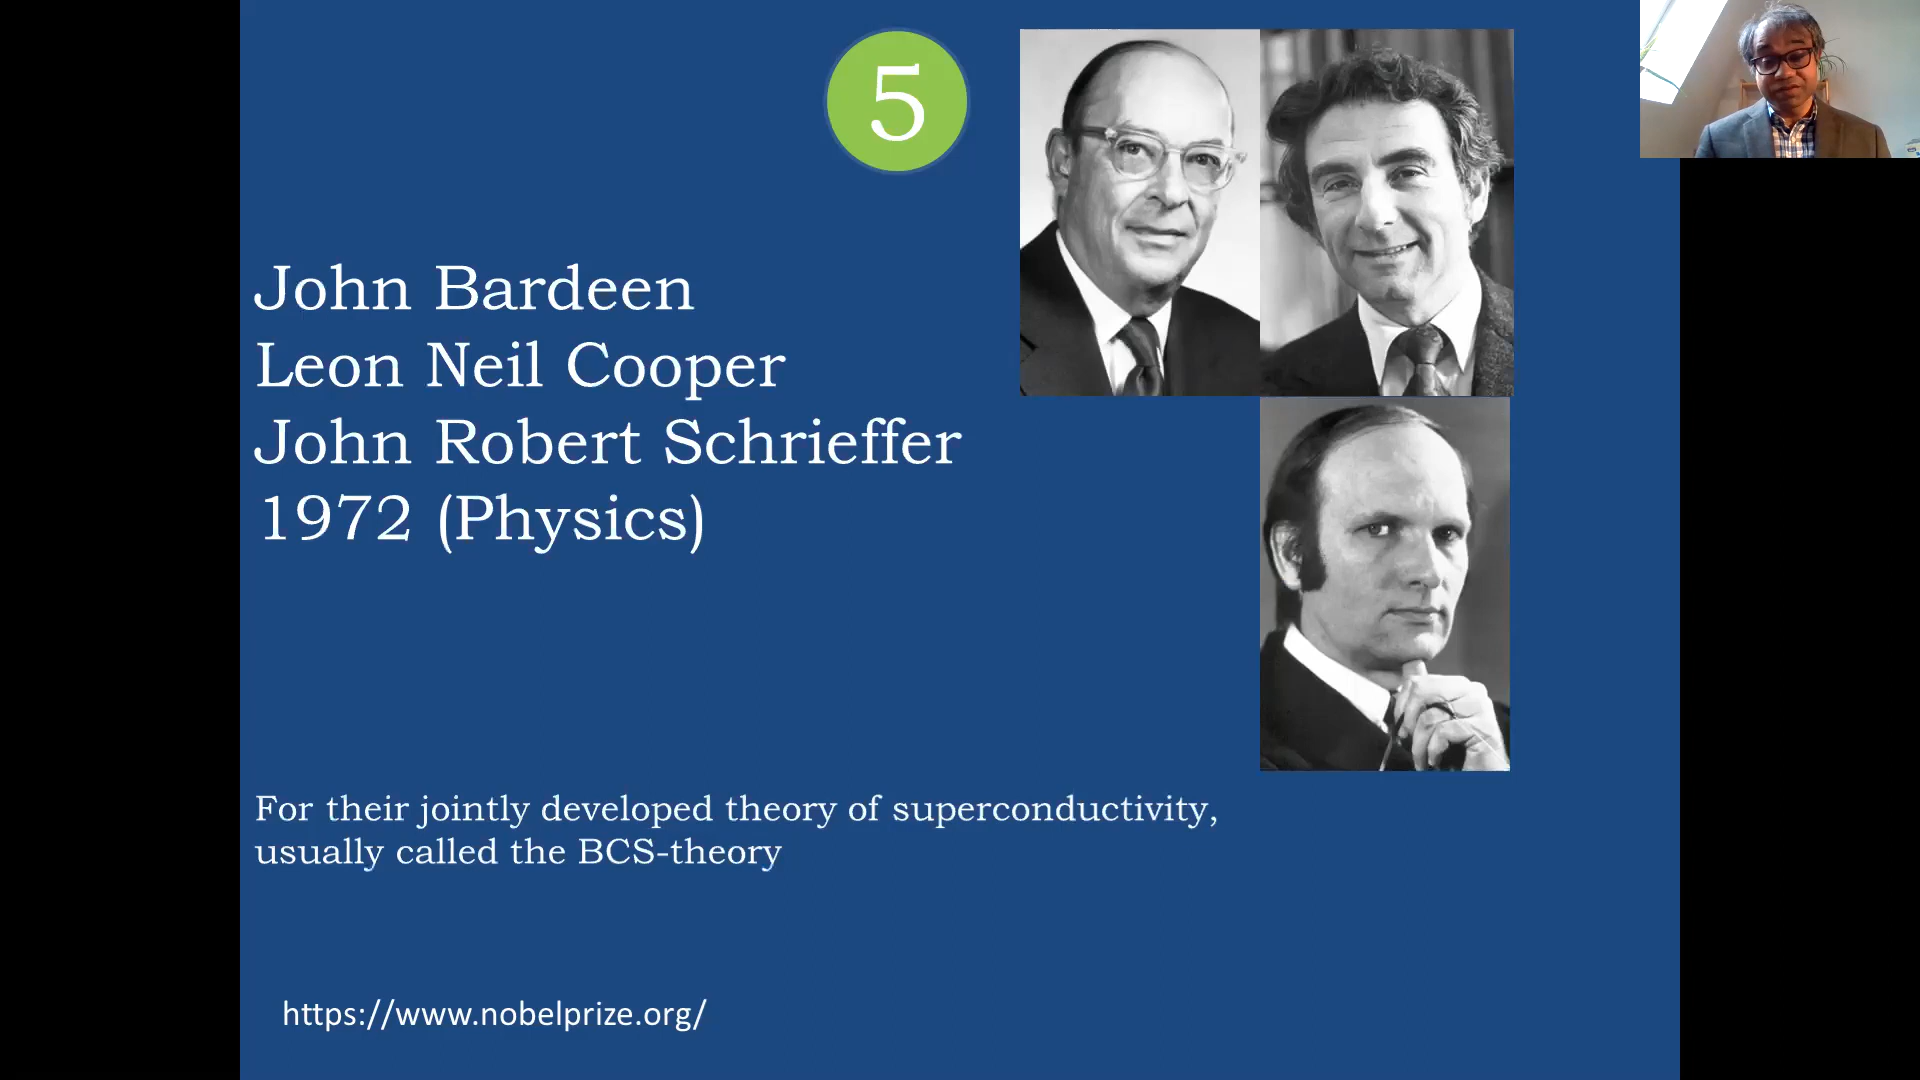 5
John Bardeen
Leon Neil Cooper
John Robert Schrieffer
1972 (Physics)
For their jointly developed theory of superconductivity,
usually called the BCS-theory
https://www.nobelprize.org/